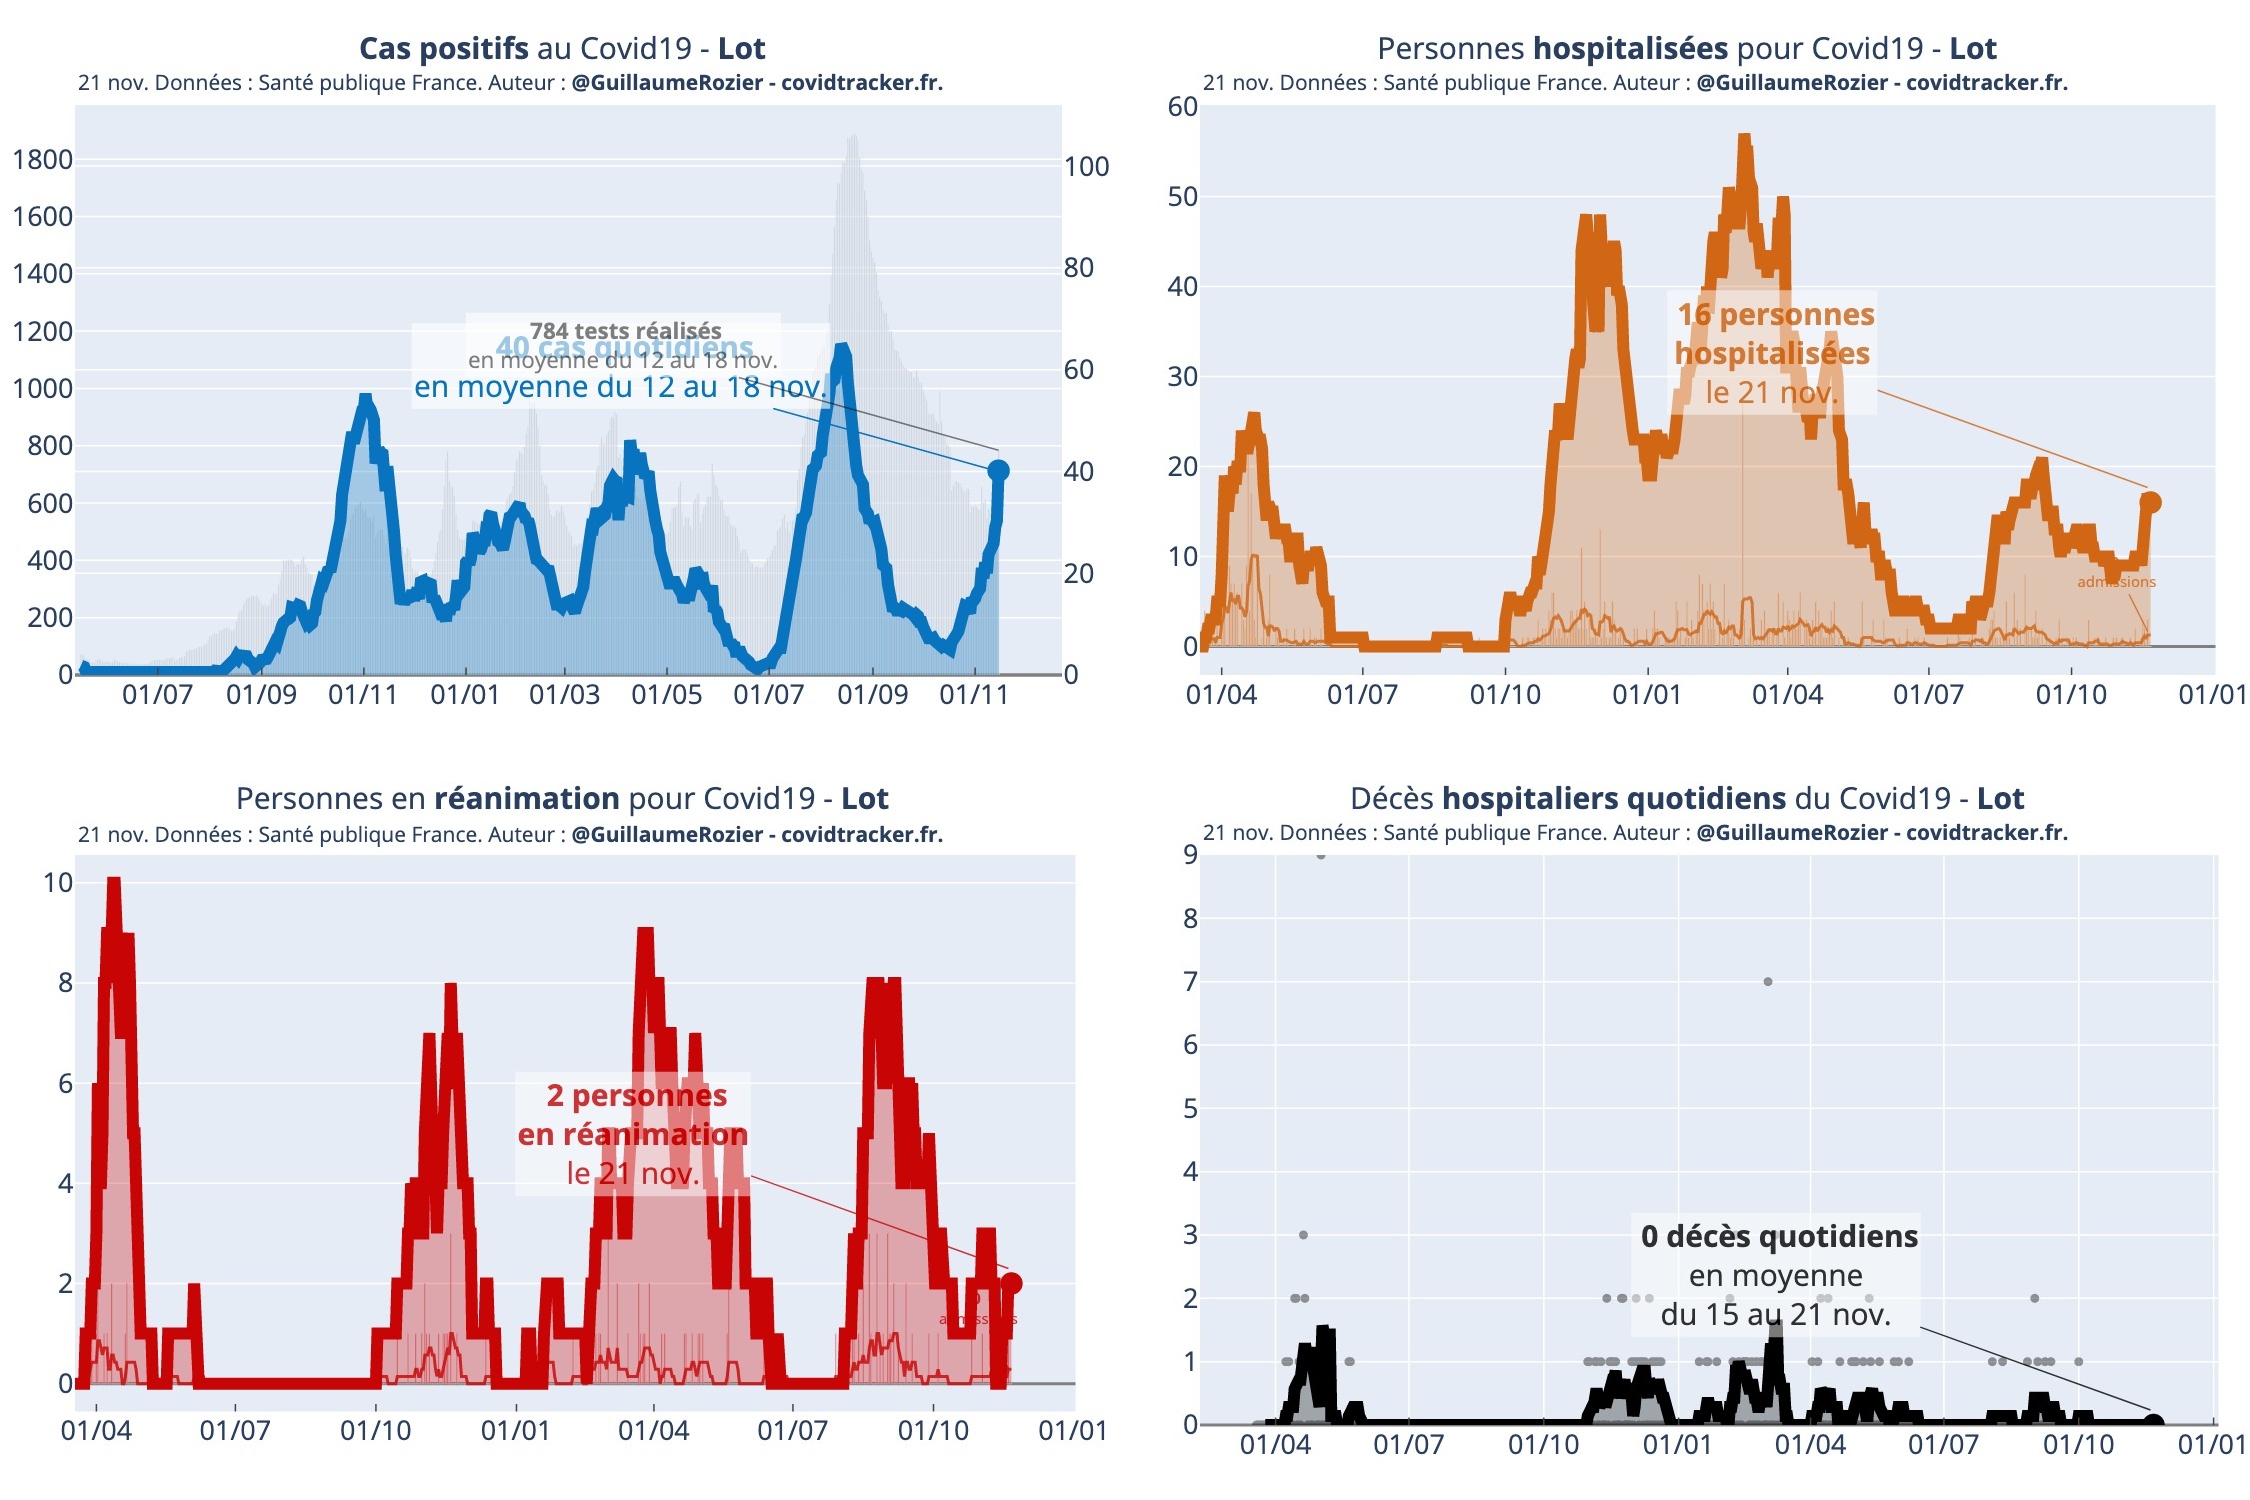 Cas positifs au Covid19 - Lot
21 nov. Données : Santé publique France. Auteur : @GuillaumeRozier - covidtracker.fr.
1800
1600
1400
1200
1000
800
600
400
200
0
100
80
60
40
20
0
784 tests réalisés
en moyenne du 12 au 18 nov.
40 cas quotidiens
en moyenne du 12 au 18 nov.
01/07 01/09 01/11 01/01 01/03 01/05 01/07 01/09 01/11
Personnes hospitalisées pour Covid19 - Lot
21 nov. Données : Santé publique France. Auteur : @GuillaumeRozier - covidtracker.fr.
60
50
40
30
20
10
0
16 personnes
hospitalisées
le 21 nov.
admissions
01/04 01/07 01/10 01/01 01/04 01/07 01/10 01/01
Personnes en réanimation pour Covid19 - Lot
21 nov. Données : Santé publique France. Auteur : @GuillaumeRozier - covidtracker.fr.
10
8
6
4
2
0
2 personnes
en réanimation
le 21 nov.
admissions
01/04 01/07 01/10 01/01 01/04 01/07 01/10 01/01
Décès hospitaliers quotidiens du Covid19 - Lot
21 nov. Données : Santé publique France. Auteur : @GuillaumeRozier - covidtracker.fr.
9
8
7
6
5
4
3
2
1
0
0 décès quotidiens
en moyenne
du 15 au 21 nov.
01/04 01/07 01/10 01/01 01/04 01/07 01/10 01/01